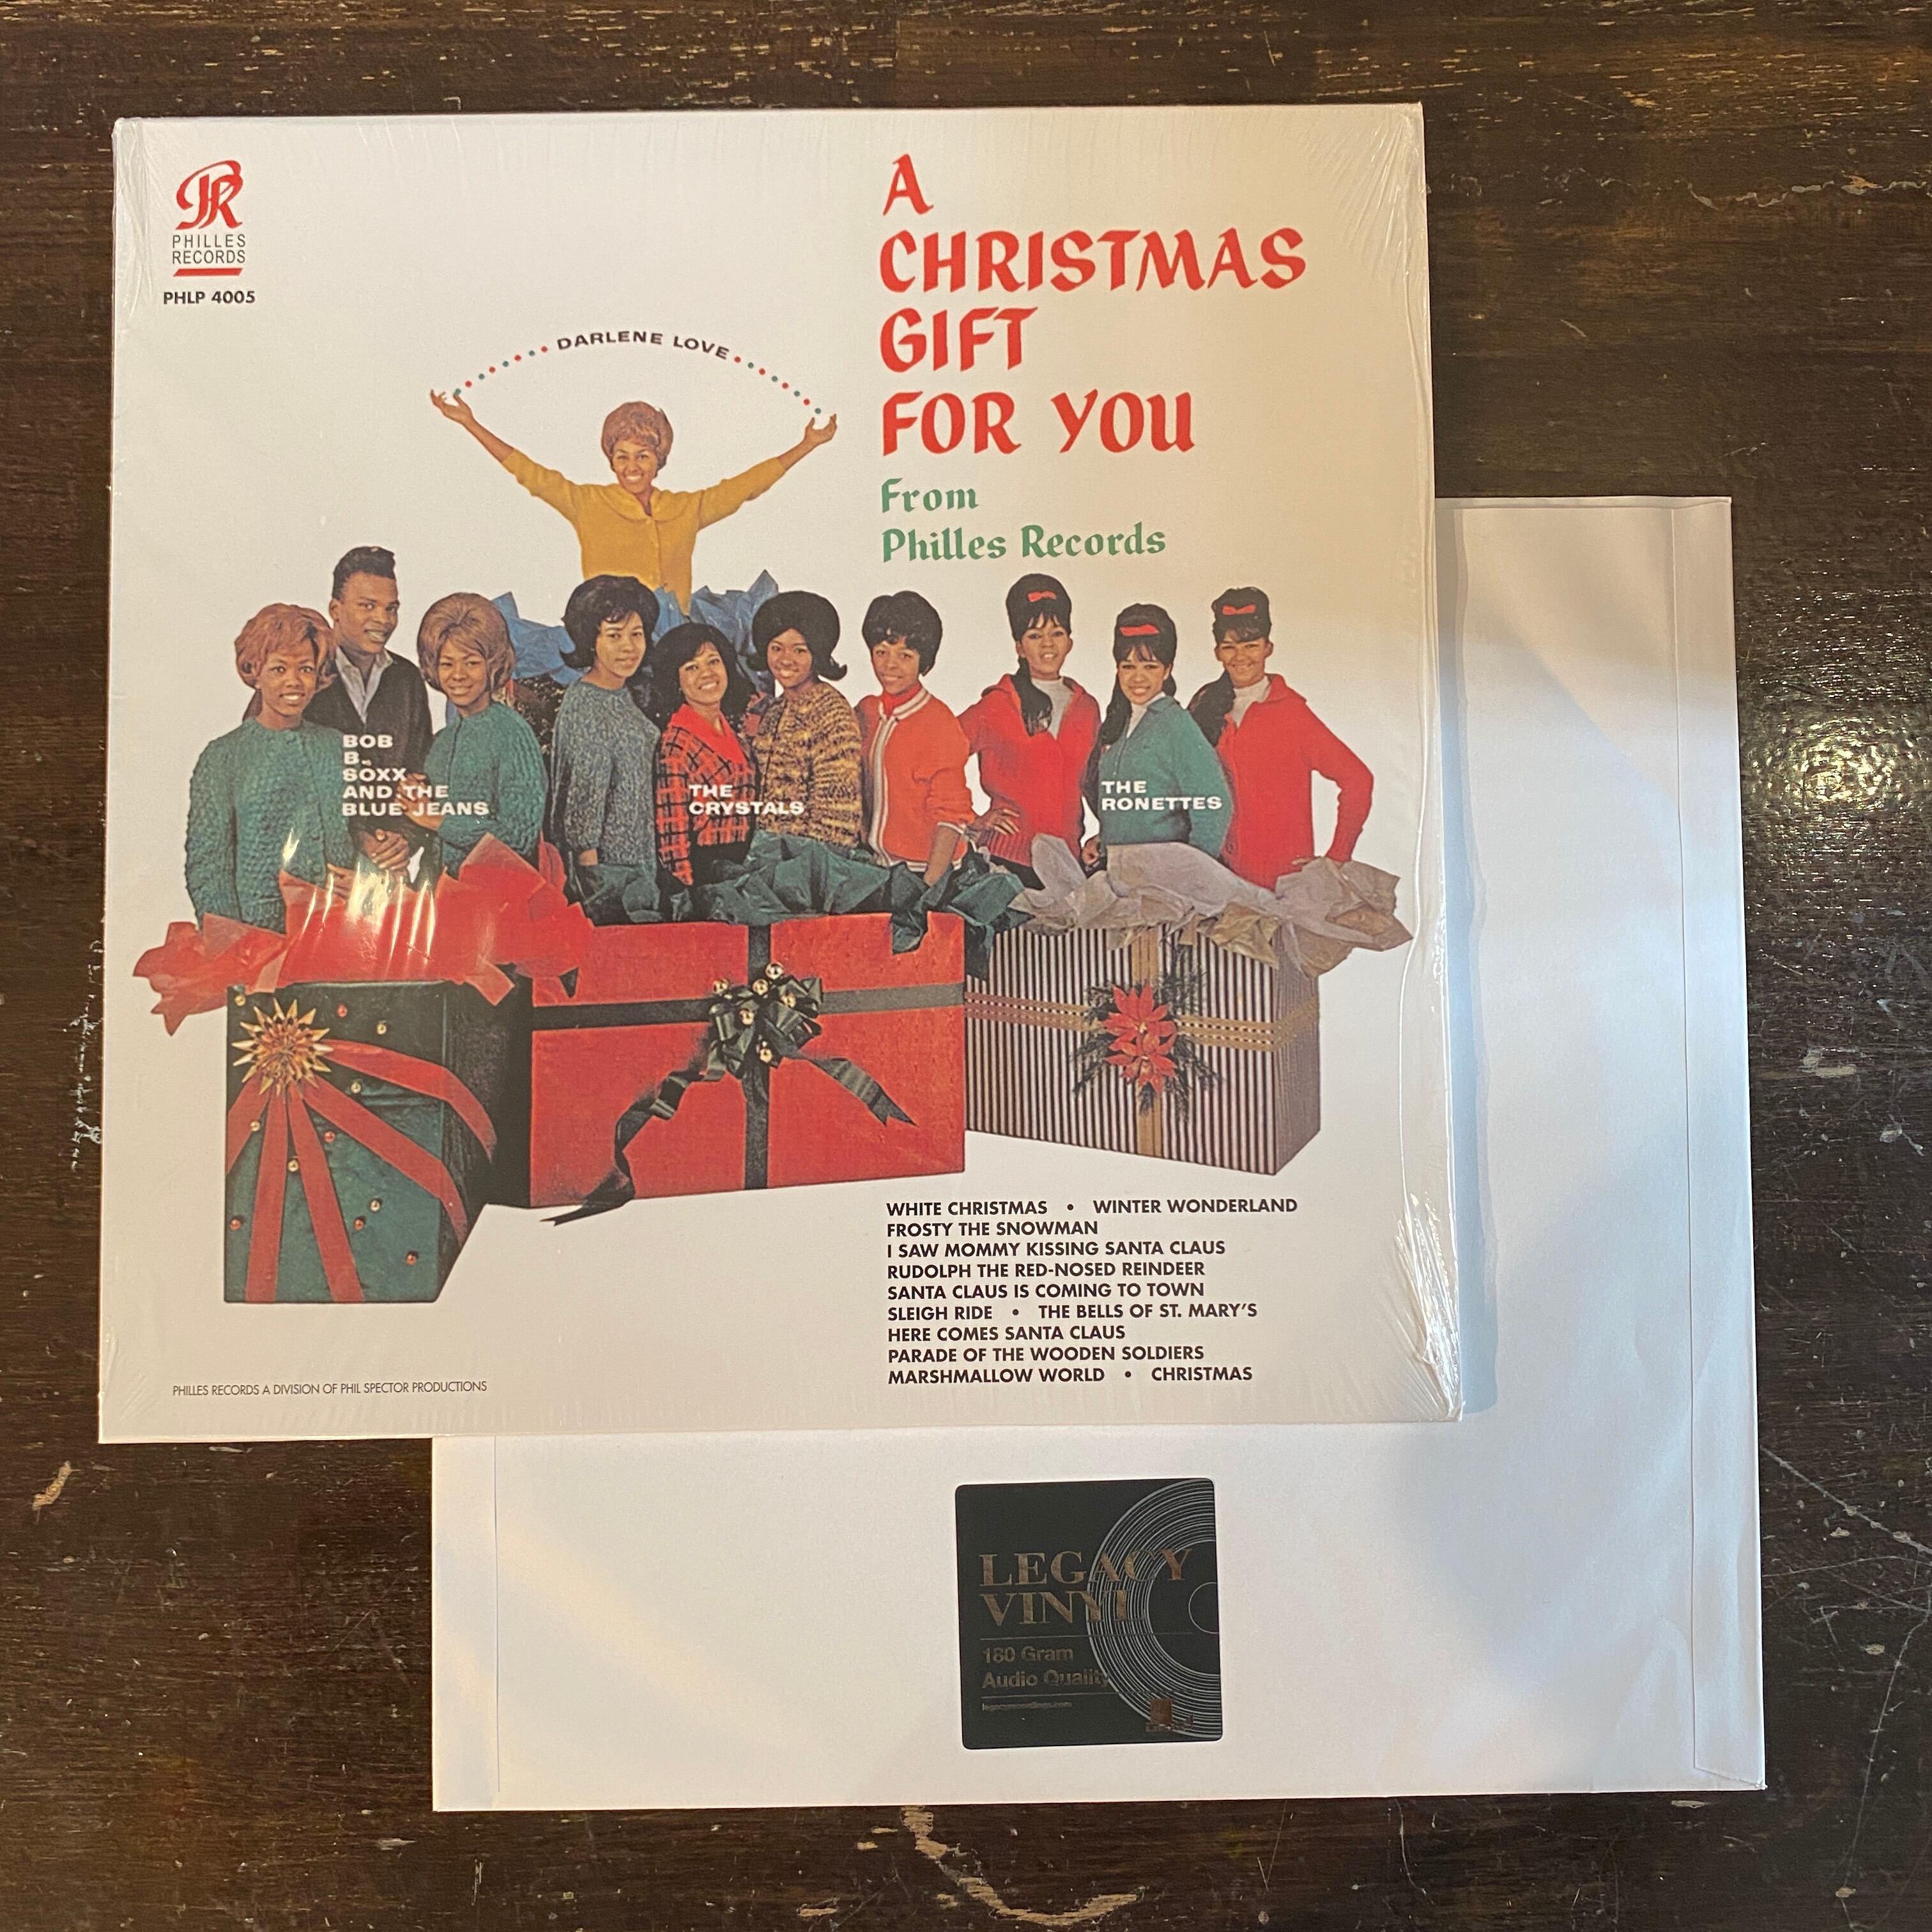 PR
PHILLES
RECORDS
PHLP 4005
A
CHRISTMAS
GIFT
FOR YOU
From
Philles Records
DARLENE LOVE
BOB
B.
SOXX
AND THE
BLUE JEANS
THE
CRYSTALS
THE
RONETTES
WHITE CHRISTMAS • WINTER WONDERLAND
FROSTY THE SNOWMAN
I SAW MOMMY KISSING SANTA CLAUS
RUDOLPH THE RED-NOSED REINDEER
SANTA CLAUS IS COMING TO TOWN
SLEIGH RIDE • THE BELLS OF ST. MARY'S
HERE COMES SANTA CLAUS
PARADE OF THE WOODEN SOLDIERS
MARSHMALLOW WORLD • CHRISTMAS
PHILLES RECORDS A DIVISION OF PHIL SPECTOR PRODUCTIONS
LEGACY
VINYL
180 Gram
Audio Quality
legacyrecordings.com